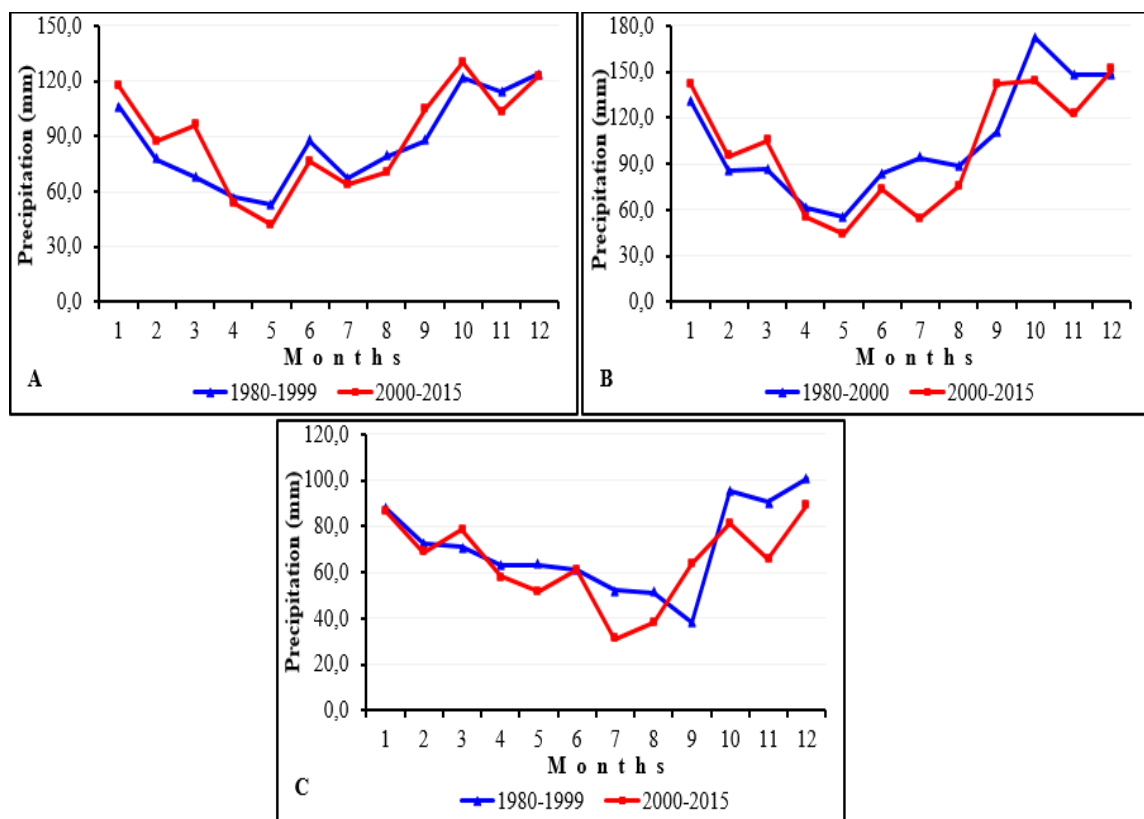 Precipitation (mm)
150,0
120,0
90,0
60,0
30,0
0,0
1 2 3 4 5 6 7 8 9 10 11 12
M o n t h s
A
1980-1999 2000-2015
Precipitation (mm)
180,0
150,0
120,0
90,0
60,0
30,0
0,0
1 2 3 4 5 6 7 8 9 10 11 12
M o n t h s
B
1980-2000 2000-2015
Precipitation (mm)
120,0
100,0
80,0
60,0
40,0
20,0
0,0
1 2 3 4 5 6 7 8 9 10 11 12
M o n t h s
C
1980-1999 2000-2015